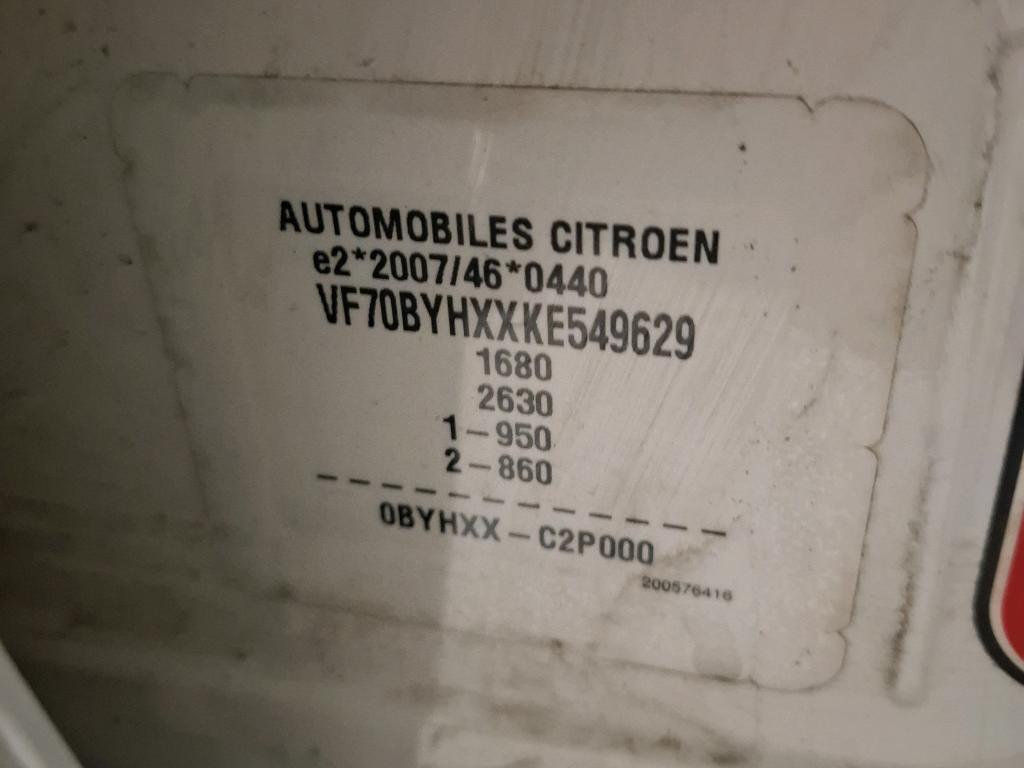 AUTOMOBILES CITROEN
e2*2007/46*0440
VF70BYHXXKE549629
1680
2630
1-950
2-860
- - - - - - - - - - - - -
0BYHXX-C2P000
200576416